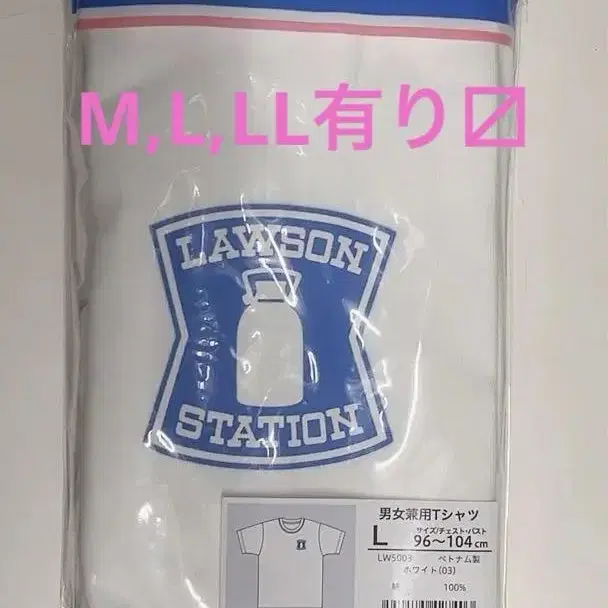 M,L,LL有り〼
LAWSON
STATION
男女兼用Tシャツ
サイズ/チェスト・バスト
L 96～104cm
LW5003 ベトナム製
ホワイト(03)
綿 100%